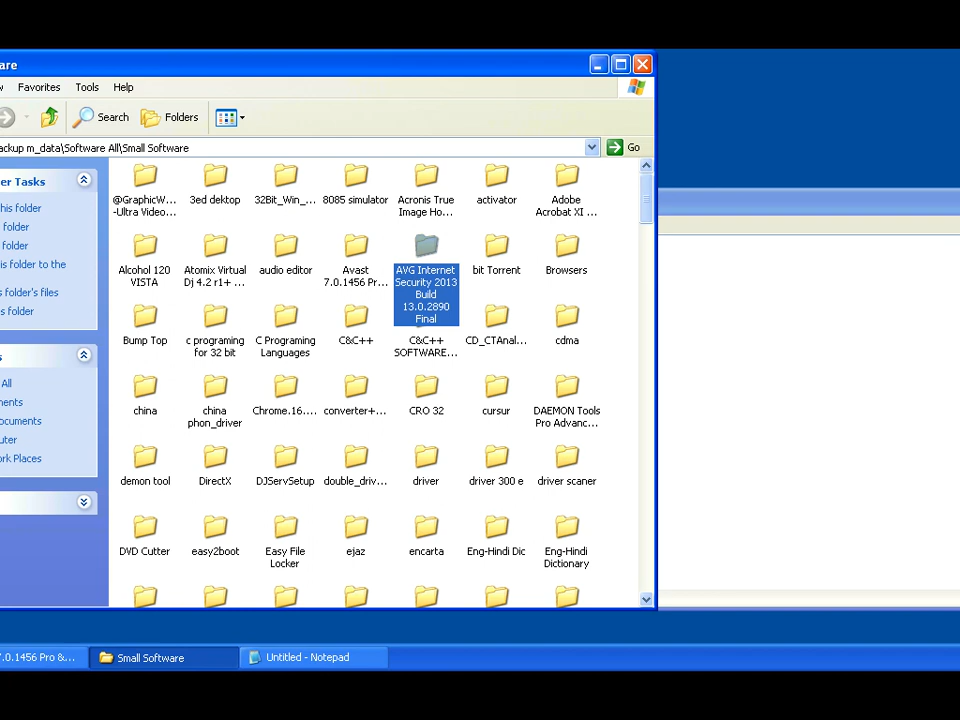 are
w Favorites Tools Help
Search Folders
ackup m_data\Software All\Small Software Go
er Tasks
his folder
folder
folder
is folder to the
s folder's files
s folder
s
All
ments
ocuments
uter
ork Places
@GraphicW... 3ed dektop 32Bit_Win_... 8085 simulator Acronis True activator Adobe
-Ultra Video... Image Ho... Acrobat XI ...
Alcohol 120 Atomix Virtual audio editor Avast AVG Internet bit Torrent Browsers
VISTA Dj 4.2 r1+ ... 7.0.1456 Pr... Security 2013
Build
13.0.2890
Final
Bump Top c programing C Programing C&C++ C&C++ CD_CTAnal... cdma
for 32 bit Languages SOFTWARE...
china china Chrome.16.... converter+... CRO 32 cursur DAEMON Tools
phon_driver Pro Advanc...
demon tool DirectX DJServSetup double_driv... driver driver 300 e driver scaner
DVD Cutter easy2boot Easy File ejaz encarta Eng-Hindi Dic Eng-Hindi
Locker Dictionary
7.0.1456 Pro &... Small Software Untitled - Notepad